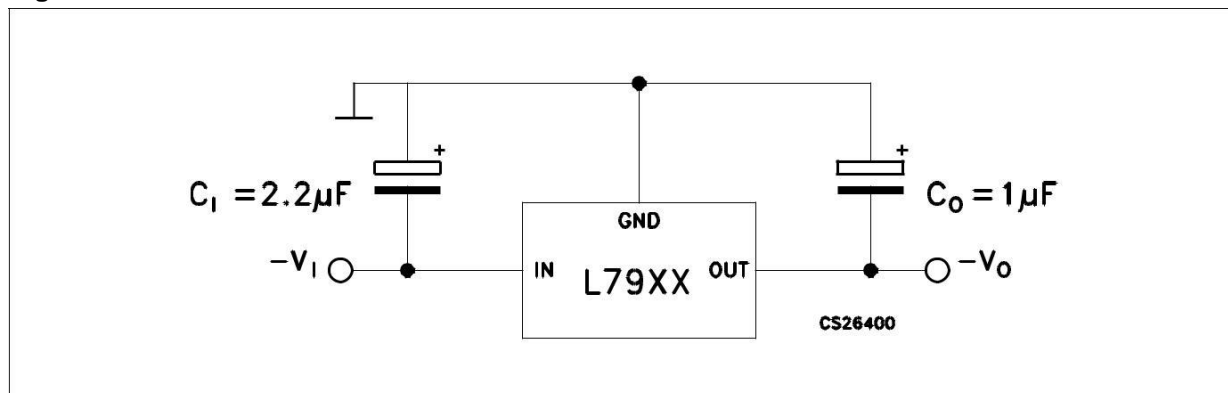 +
+
C_I = 2.2µF
C_O = 1µF
GND
-V_I
IN
L79XX
OUT
-V_O
CS26400